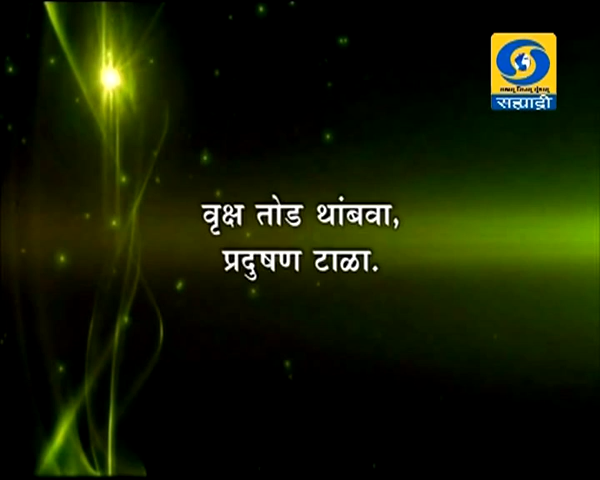 सह्याद्री
वृक्ष तोड थांबवा,
प्रदुषण टाळा.